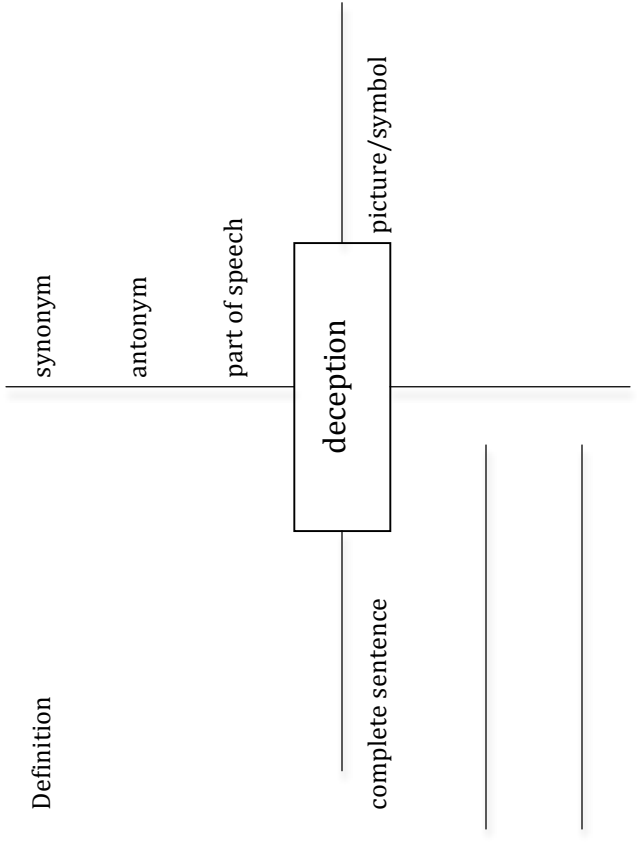 Definition
synonym
antonym
part of speech
deception
complete sentence
picture/symbol